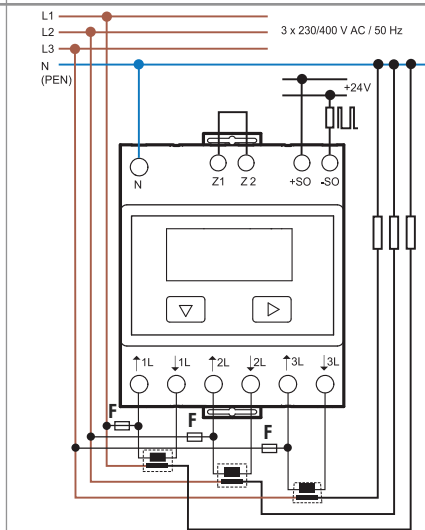 L1
L2
L3
N
(PEN)
3 x 230/400 V AC / 50 Hz
+24V
N
Z1
Z 2
+SO
-SO
↑1L
↓1L
↑2L
↓2L
↑3L
↓3L
F
F
F